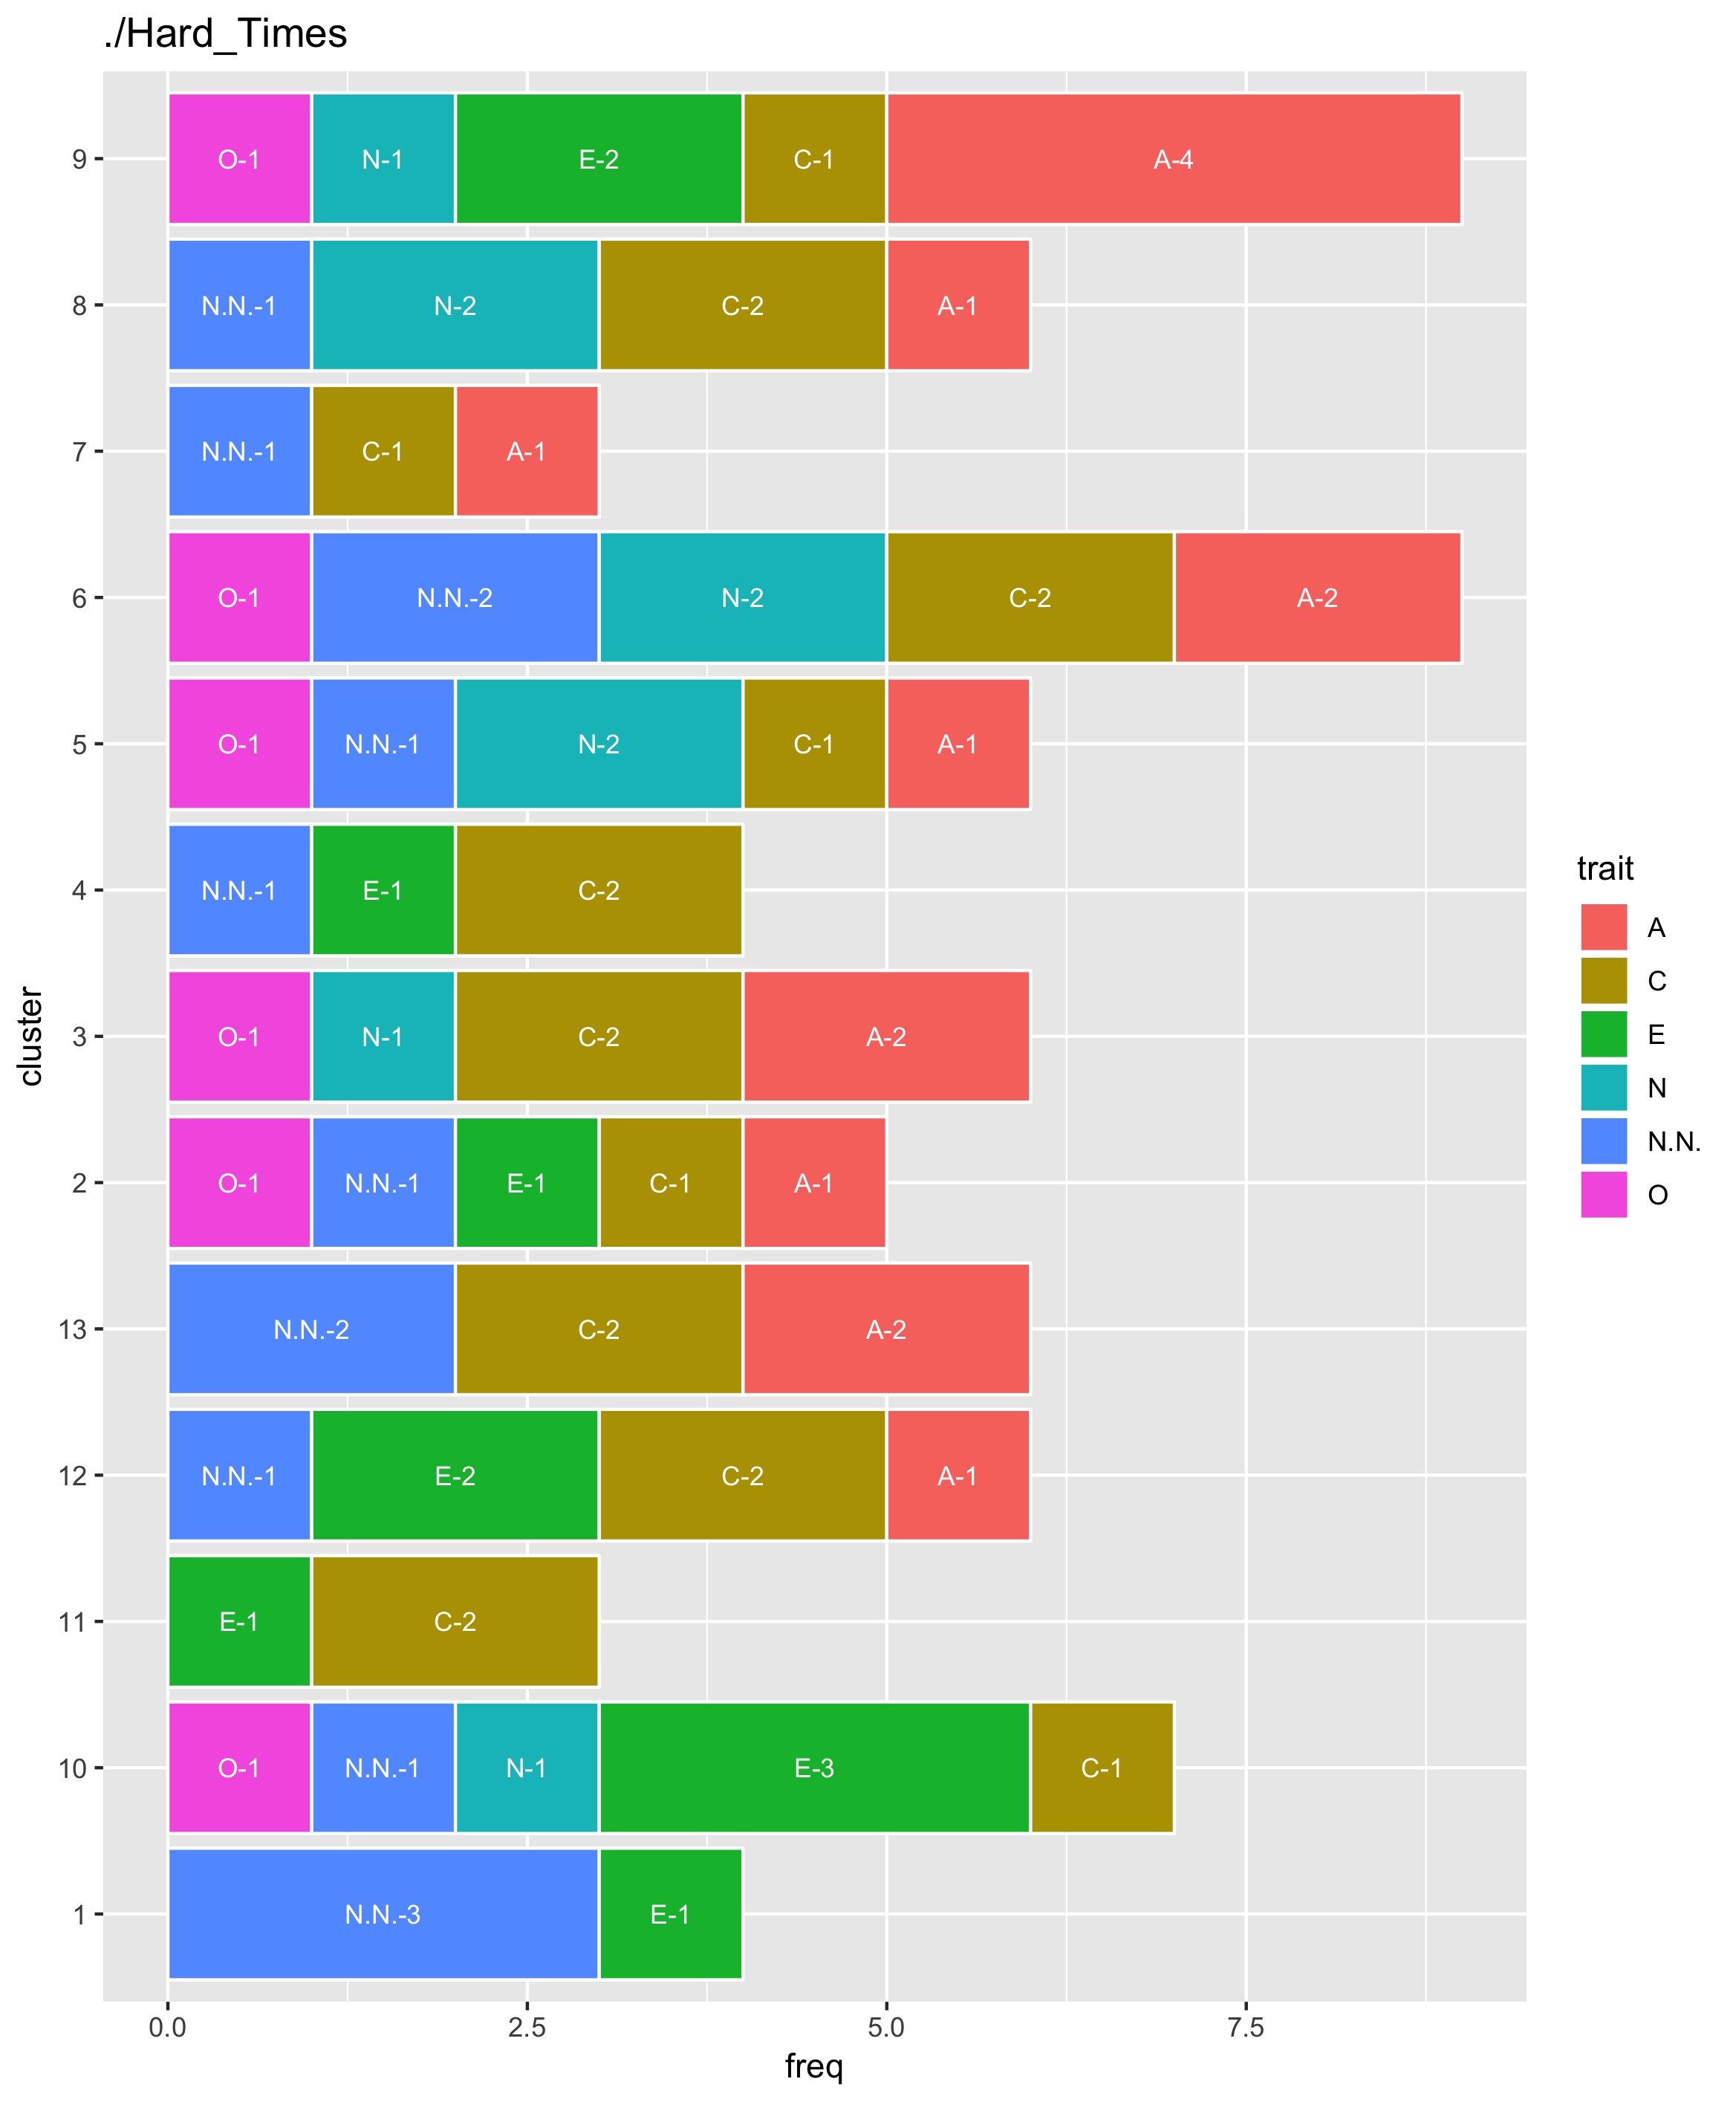 ./Hard_Times
9 O-1 N-1 E-2 C-1 A-4
8 N.N.-1 N-2 C-2 A-1
7 N.N.-1 C-1 A-1
6 O-1 N.N.-2 N-2 C-2 A-2
5 O-1 N.N.-1 N-2 C-1 A-1
4 N.N.-1 E-1 C-2
3 O-1 N-1 C-2 A-2
2 O-1 N.N.-1 E-1 C-1 A-1
13 N.N.-2 C-2 A-2
12 N.N.-1 E-2 C-2 A-1
11 E-1 C-2
10 O-1 N.N.-1 N-1 E-3 C-1
1 N.N.-3 E-1
0.0 2.5 5.0 7.5
freq
cluster
trait
A
C
E
N
N.N.
O